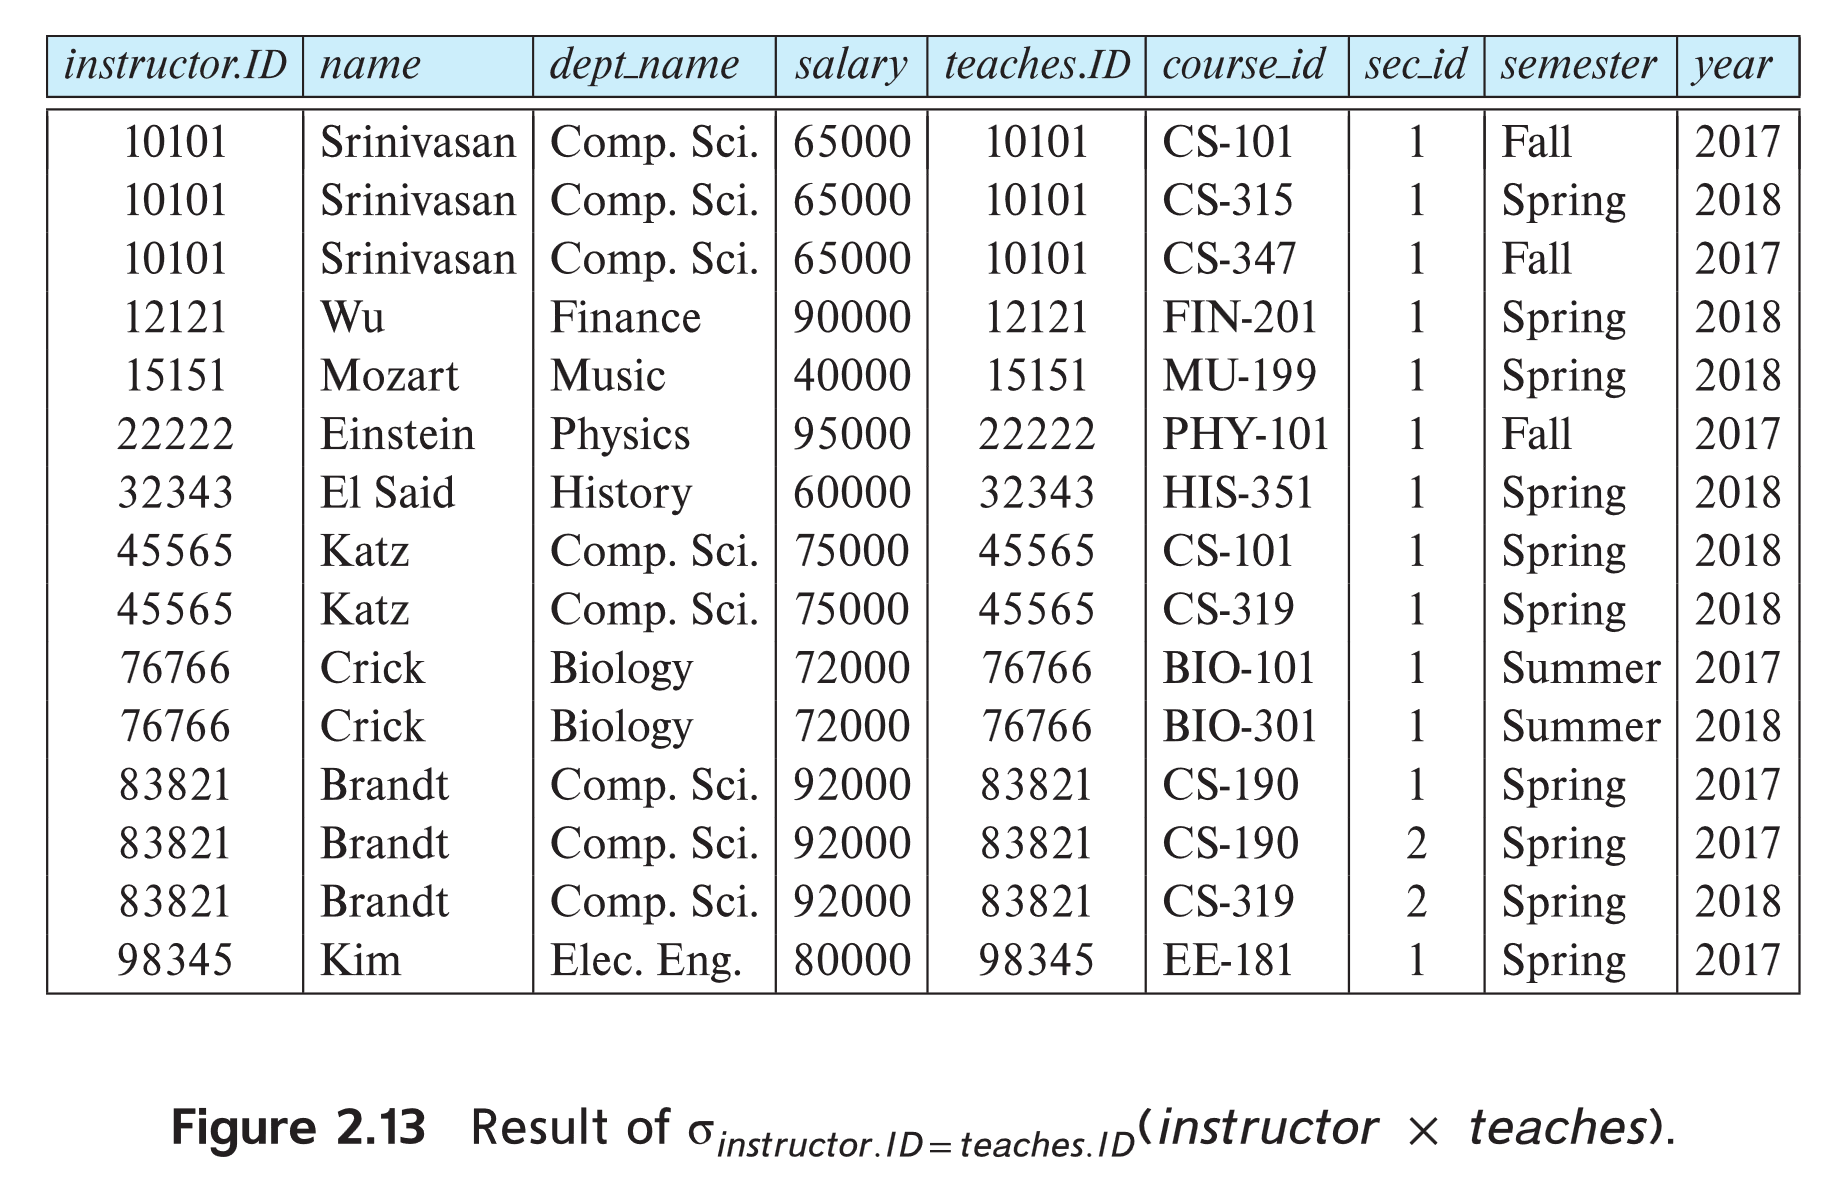 instructor.ID name dept_name salary teaches.ID course_id sec_id semester year
10101 Srinivasan Comp. Sci. 65000 10101 CS-101 1 Fall 2017
10101 Srinivasan Comp. Sci. 65000 10101 CS-315 1 Spring 2018
10101 Srinivasan Comp. Sci. 65000 10101 CS-347 1 Fall 2017
12121 Wu Finance 90000 12121 FIN-201 1 Spring 2018
15151 Mozart Music 40000 15151 MU-199 1 Spring 2018
22222 Einstein Physics 95000 22222 PHY-101 1 Fall 2017
32343 El Said History 60000 32343 HIS-351 1 Spring 2018
45565 Katz Comp. Sci. 75000 45565 CS-101 1 Spring 2018
45565 Katz Comp. Sci. 75000 45565 CS-319 1 Spring 2018
76766 Crick Biology 72000 76766 BIO-101 1 Summer 2017
76766 Crick Biology 72000 76766 BIO-301 1 Summer 2018
83821 Brandt Comp. Sci. 92000 83821 CS-190 1 Spring 2017
83821 Brandt Comp. Sci. 92000 83821 CS-190 2 Spring 2017
83821 Brandt Comp. Sci. 92000 83821 CS-319 2 Spring 2018
98345 Kim Elec. Eng. 80000 98345 EE-181 1 Spring 2017
Figure 2.13 Result of σinstructor.ID=teaches.ID(instructor × teaches).